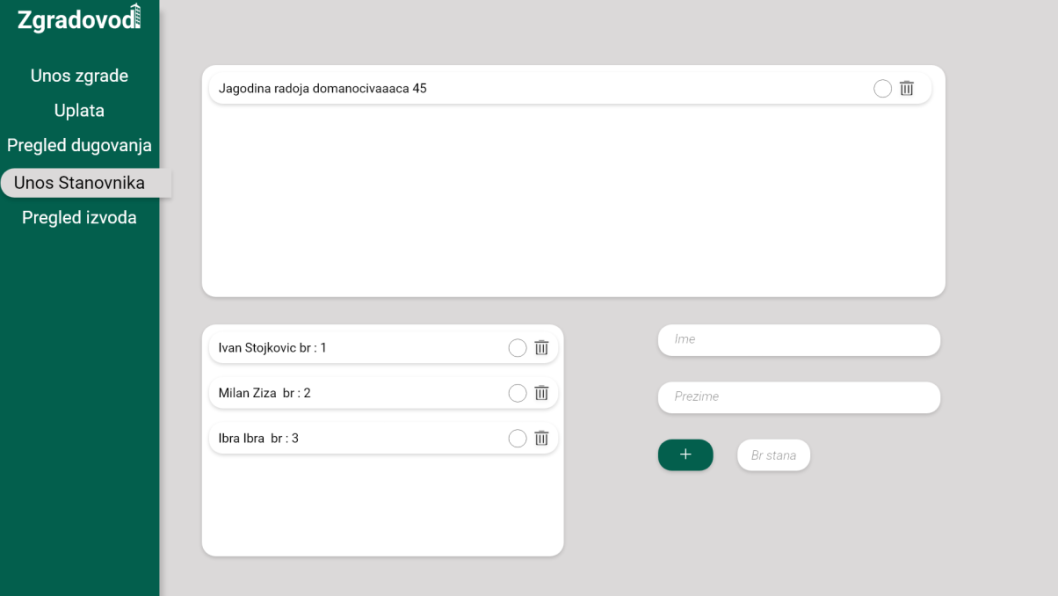 Zgradovod
Unos zgrade
Uplata
Pregled dugovanja
Unos Stanovnika
Pregled izvoda
Jagodina radoja domanocivaaaca 45
Ivan Stojkovic br : 1
Milan Ziza  br : 2
Ibra Ibra  br : 3
Ime
Prezime
+
Br stana